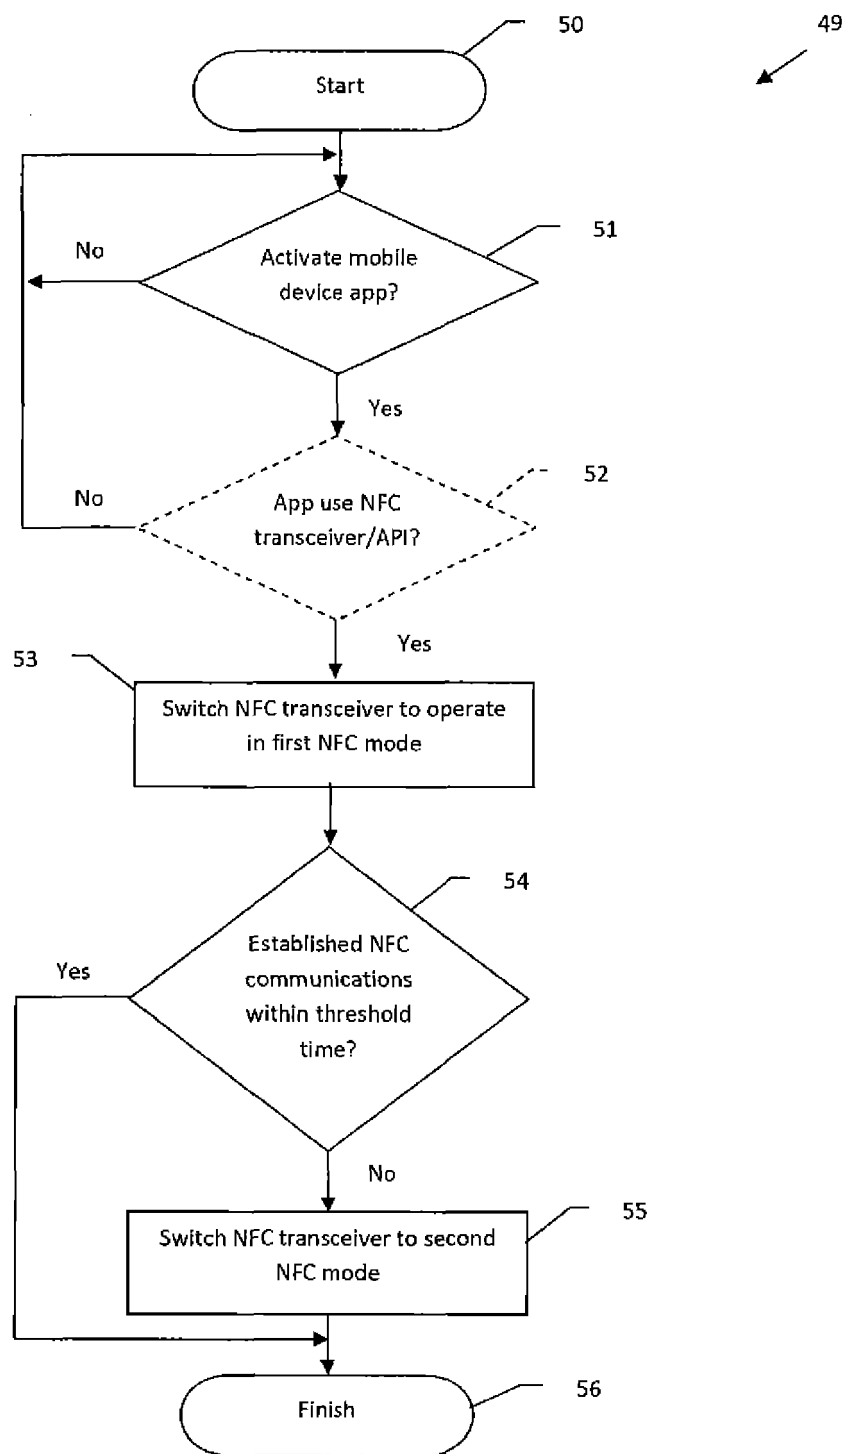 50
49
Start
51
No
Activate mobile
device app?
Yes
52
No
App use NFC
transceiver/API?
Yes
53
Switch NFC transceiver to operate
in first NFC mode
54
Established NFC
communications
within threshold
time?
Yes
No
55
Switch NFC transceiver to second
NFC mode
56
Finish